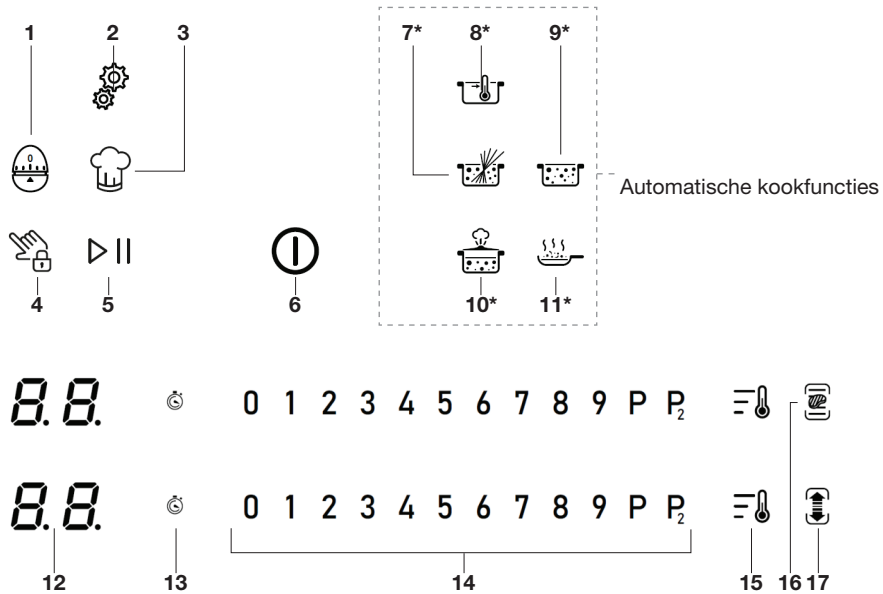 1 2 3 7* 8* 9*
0
Automatische kookfuncties
4 5 6 10* 11*
8.8. 0 1 2 3 4 5 6 7 8 9 P P2
16
8.8. 0 1 2 3 4 5 6 7 8 9 P P2
12 13 14 15 17